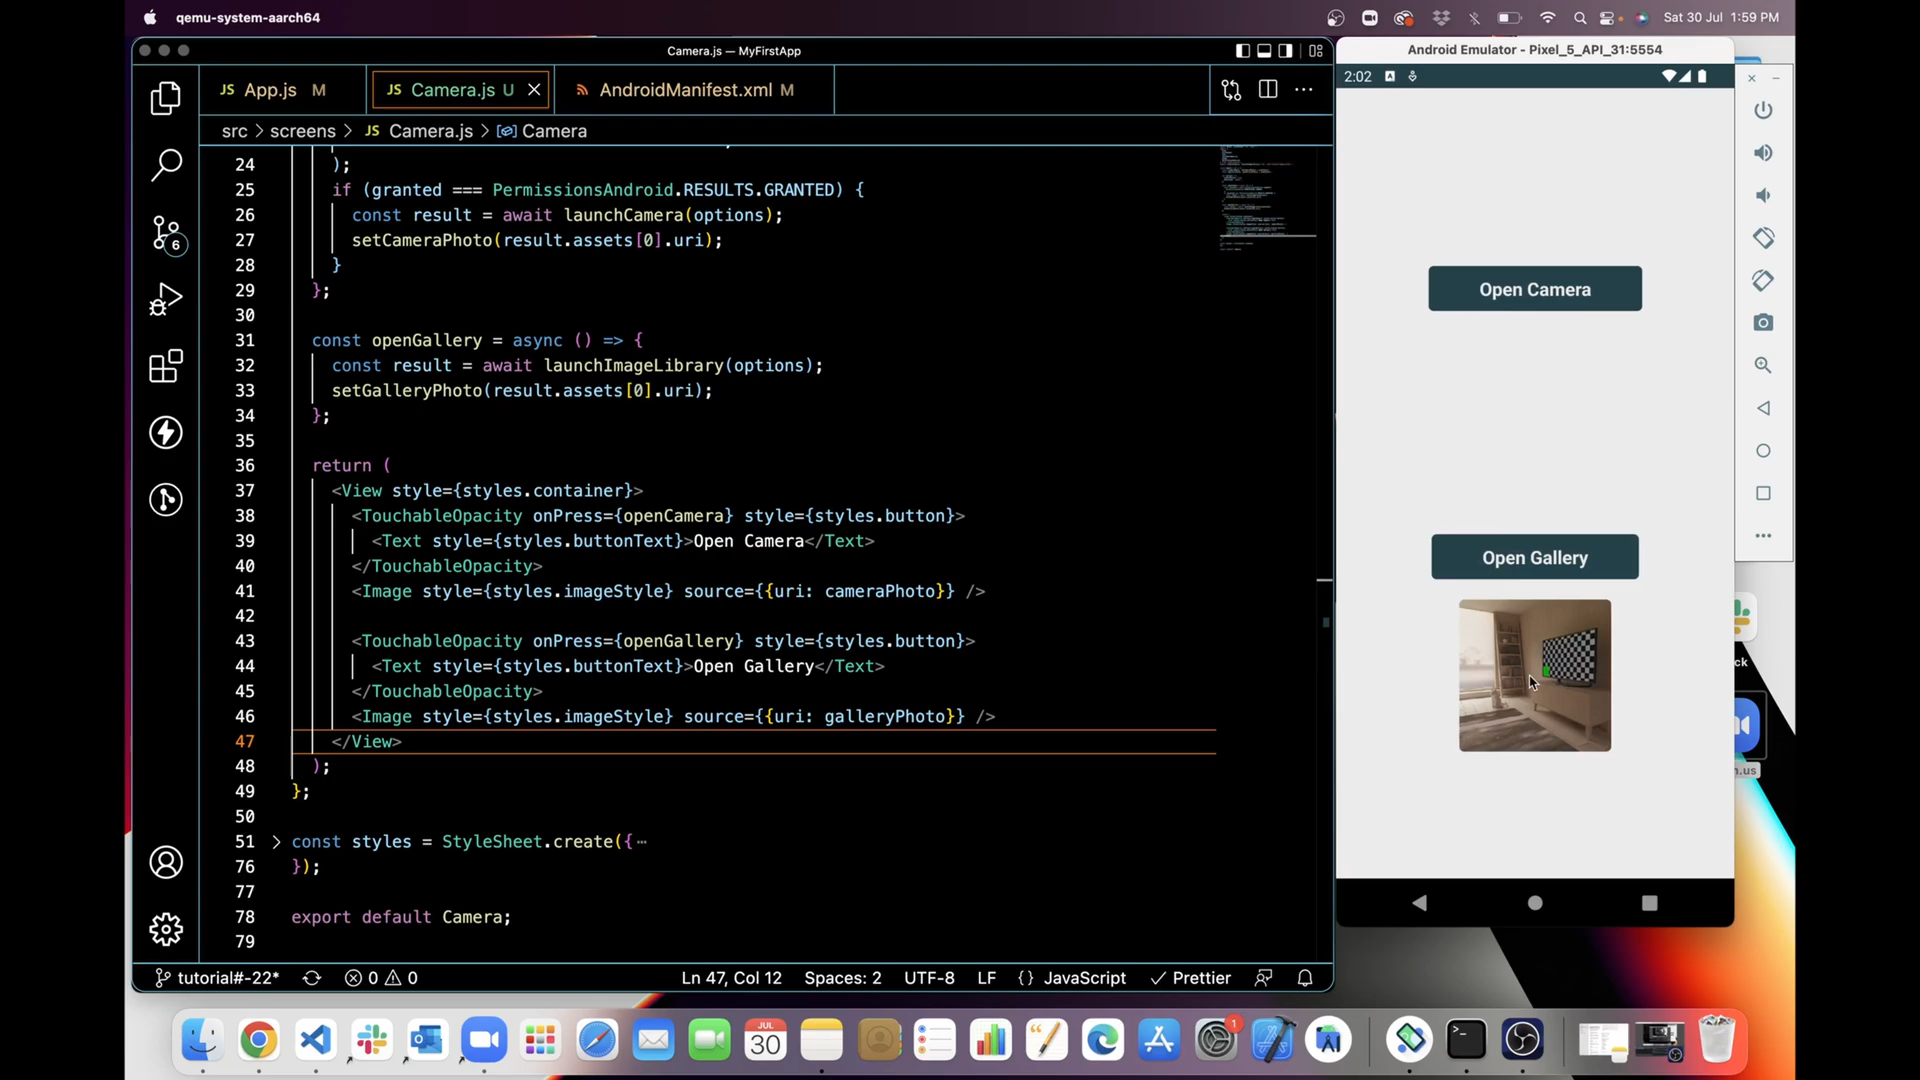 qemu-system-aarch64
Sat 30 Jul 1:59 PM
Camera.js — MyFirstApp
JS App.js M
JS Camera.js U
AndroidManifest.xml M
src > screens > JS Camera.js > Camera
24 );
25 if (granted === PermissionsAndroid.RESULTS.GRANTED) {
26 const result = await launchCamera(options);
27 setCameraPhoto(result.assets[0].uri);
28 }
29 };
30
31 const openGallery = async () => {
32 const result = await launchImageLibrary(options);
33 setGalleryPhoto(result.assets[0].uri);
34 };
35
36 return (
37 <View style={styles.container}>
38 <TouchableOpacity onPress={openCamera} style={styles.button}>
39 <Text style={styles.buttonText}>Open Camera</Text>
40 </TouchableOpacity>
41 <Image style={styles.imageStyle} source={{uri: cameraPhoto}} />
42
43 <TouchableOpacity onPress={openGallery} style={styles.button}>
44 <Text style={styles.buttonText}>Open Gallery</Text>
45 </TouchableOpacity>
46 <Image style={styles.imageStyle} source={{uri: galleryPhoto}} />
47 </View>
48 );
49 };
50
51 const styles = StyleSheet.create({…
76 });
77
78 export default Camera;
79
6
tutorial#-22*
0 0
Ln 47, Col 12
Spaces: 2
UTF-8
LF
{} JavaScript
Prettier
Android Emulator - Pixel_5_API_31:5554
2:02
A
Open Camera
Open Gallery
ck
n.us
JUL
30
1